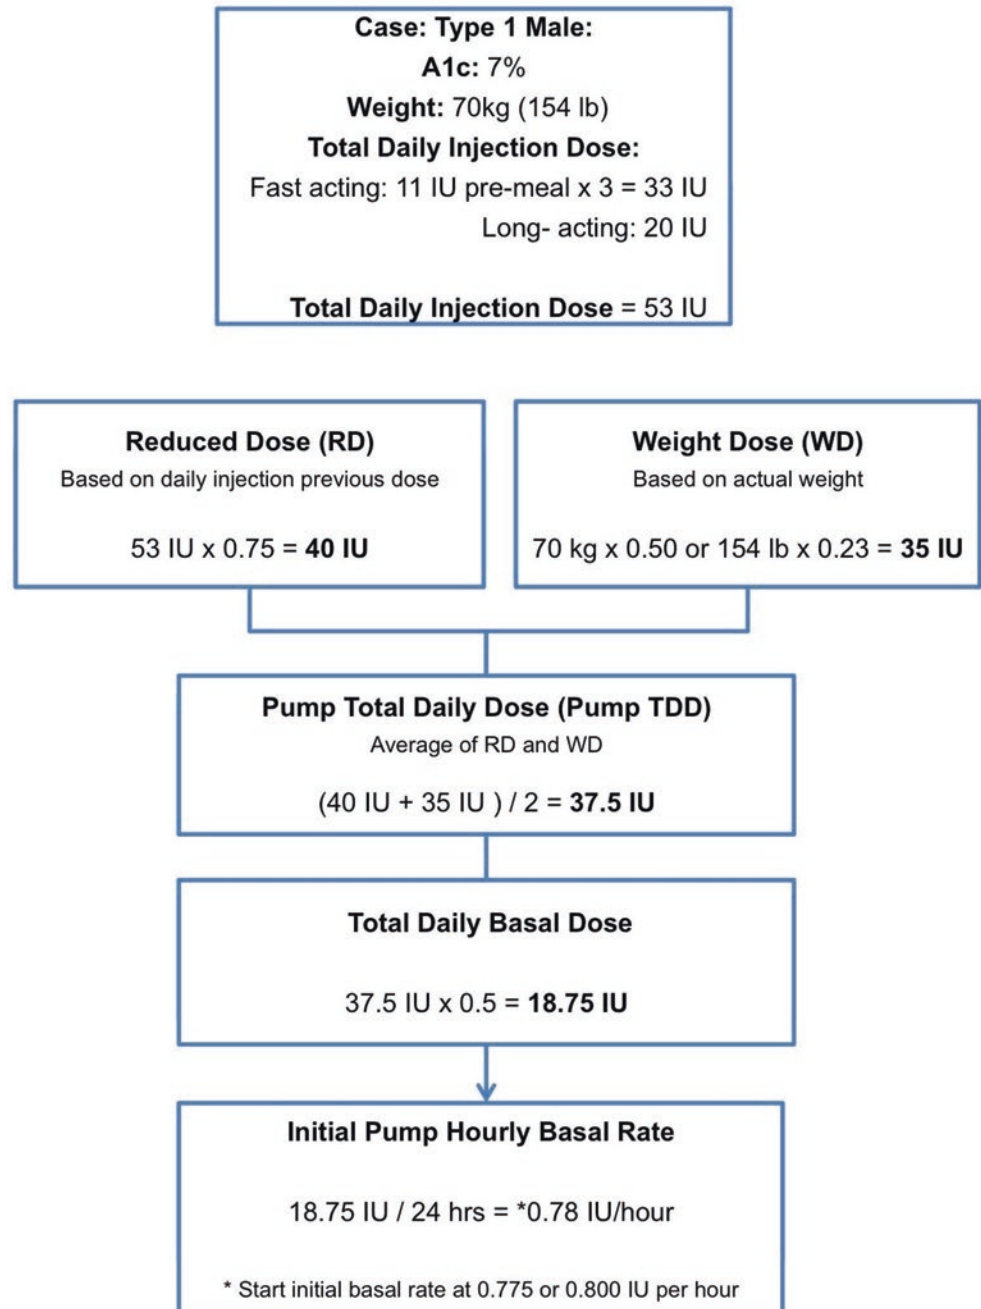 Case: Type 1 Male:
A1c: 7%
Weight: 70kg (154 lb)
Total Daily Injection Dose:
Fast acting: 11 IU pre-meal x 3 = 33 IU
Long- acting: 20 IU
Total Daily Injection Dose = 53 IU
Reduced Dose (RD)
Based on daily injection previous dose
53 IU x 0.75 = 40 IU
Weight Dose (WD)
Based on actual weight
70 kg x 0.50 or 154 lb x 0.23 = 35 IU
Pump Total Daily Dose (Pump TDD)
Average of RD and WD
(40 IU + 35 IU ) / 2 = 37.5 IU
Total Daily Basal Dose
37.5 IU x 0.5 = 18.75 IU
Initial Pump Hourly Basal Rate
18.75 IU / 24 hrs = *0.78 IU/hour
* Start initial basal rate at 0.775 or 0.800 IU per hour